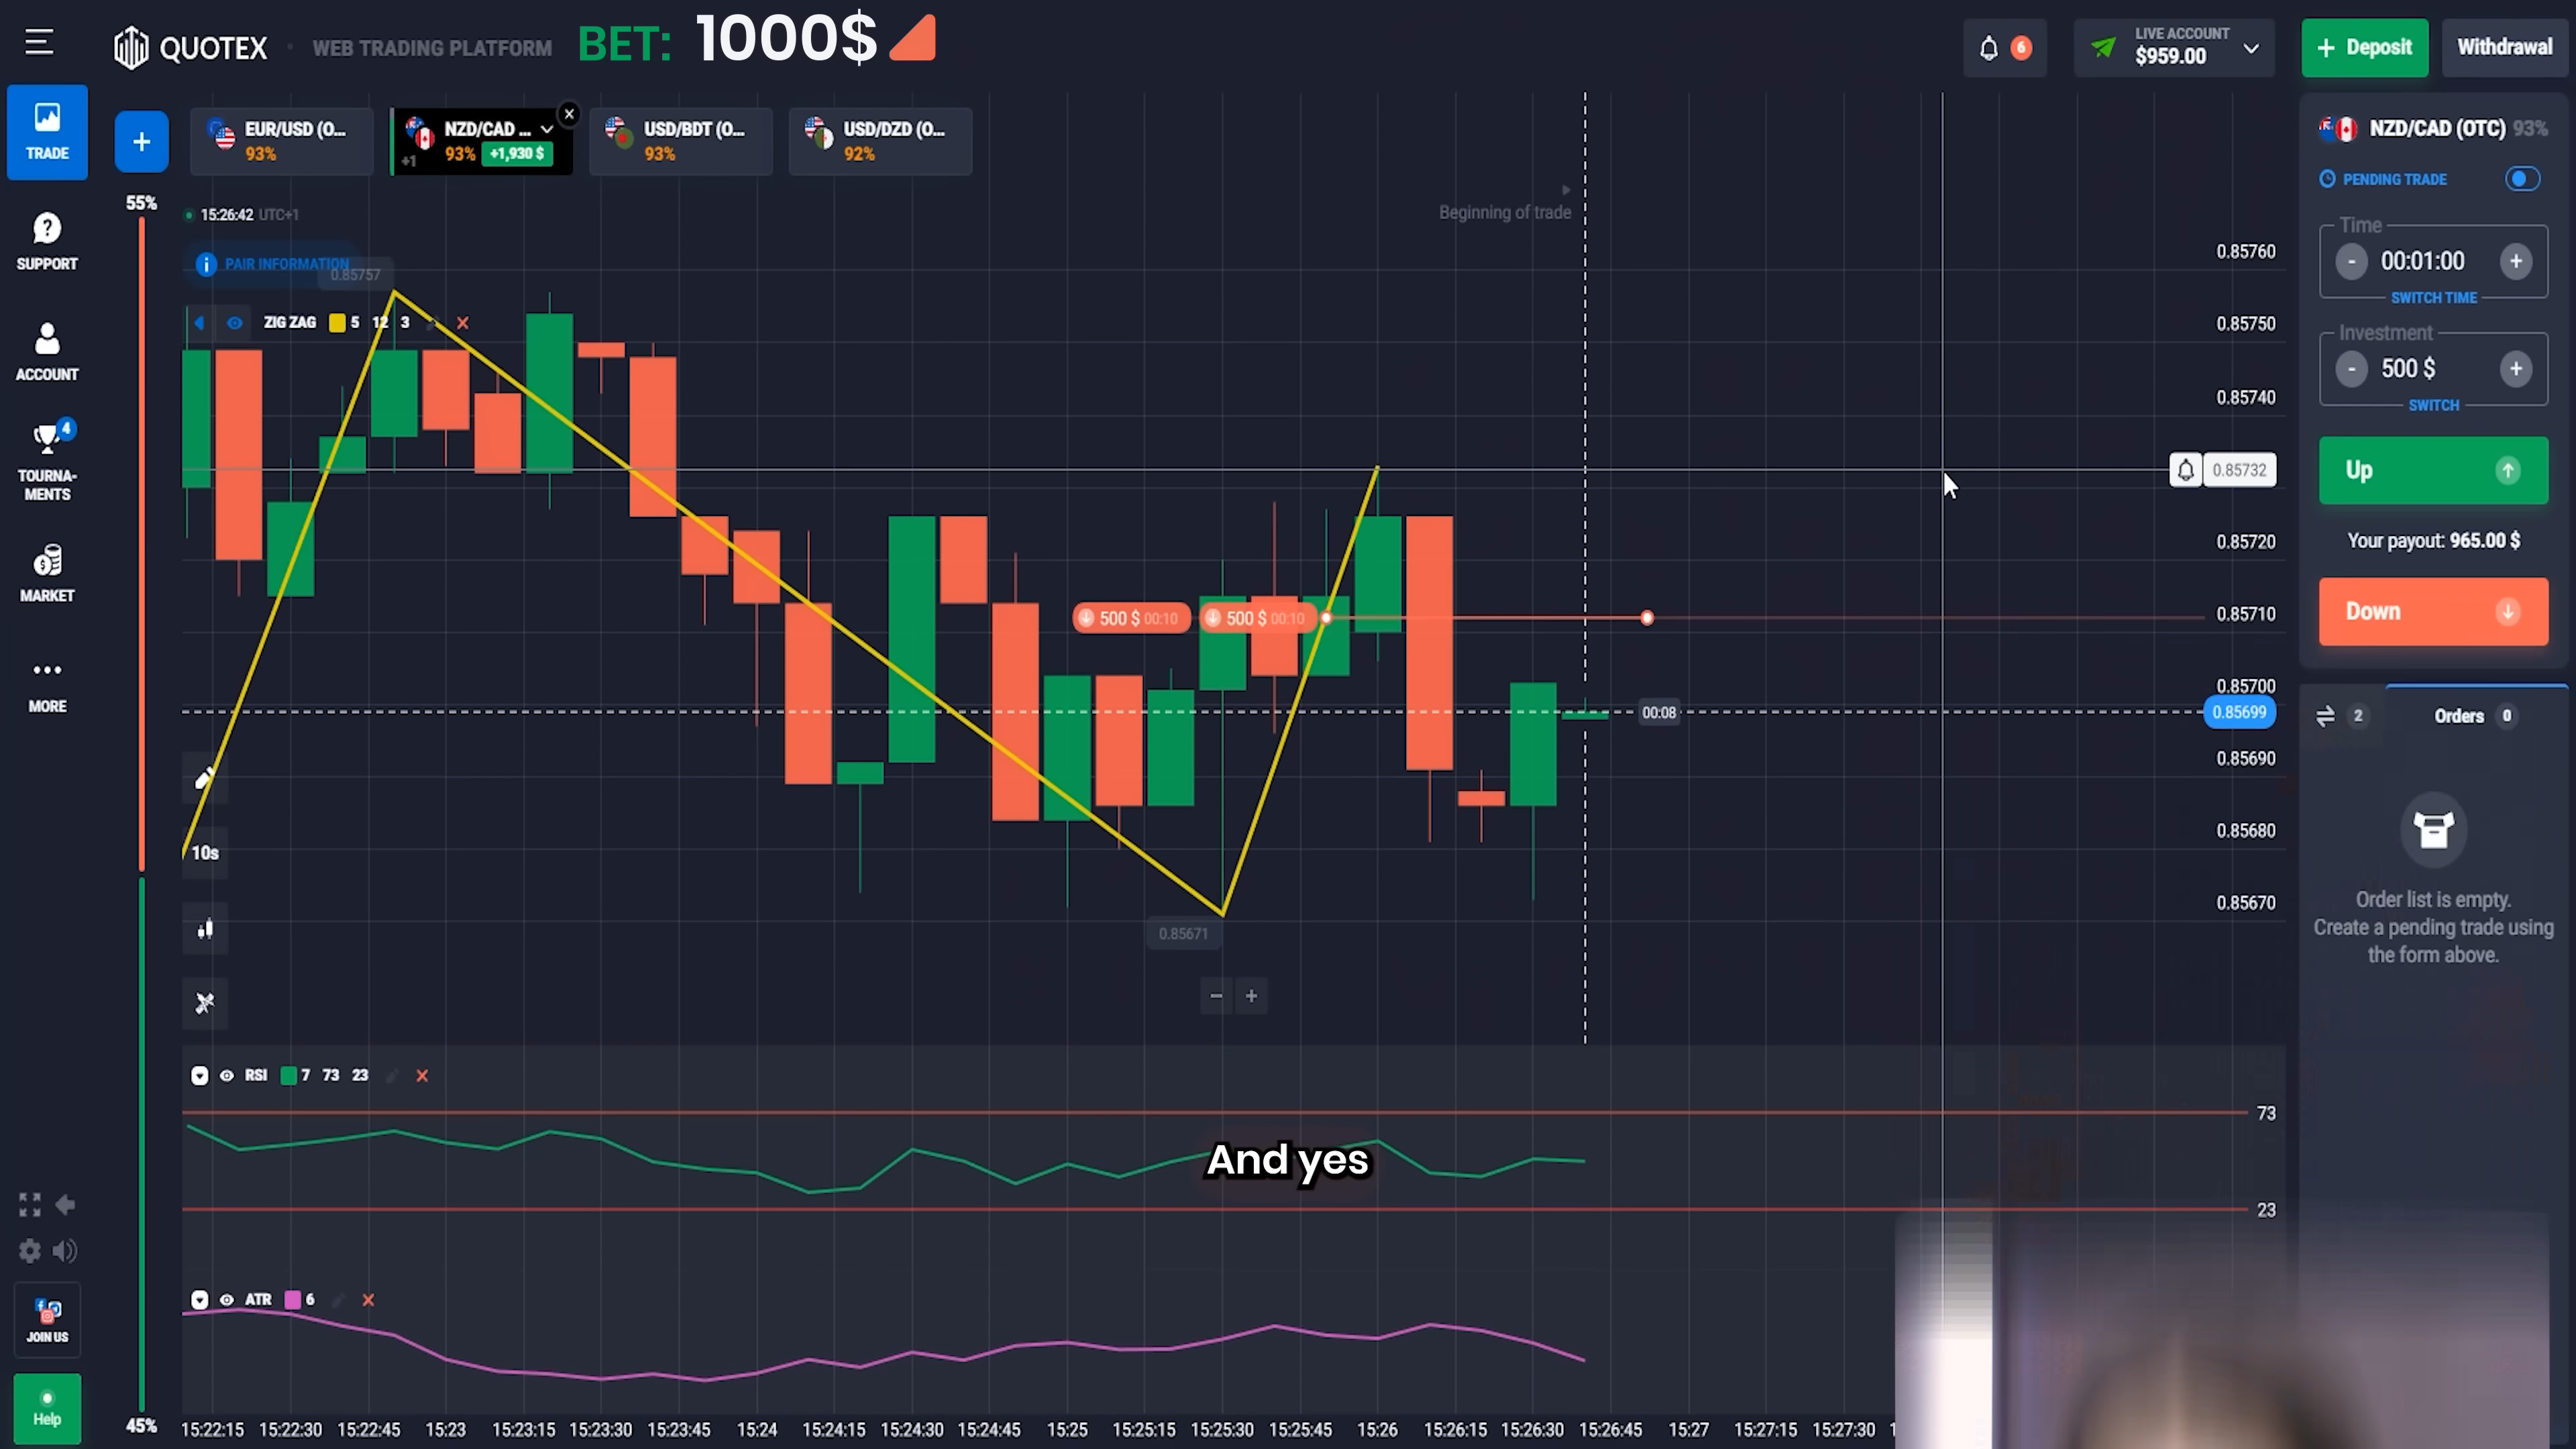 QUOTEX • WEB TRADING PLATFORM
BET: 1000$
6
LIVE ACCOUNT
$959.00
+ Deposit
Withdrawal
TRADE
SUPPORT
ACCOUNT
4
TOURNA-
MENTS
MARKET
MORE
JOIN US
Help
+
EUR/USD (O...
93%
NZD/CAD ...
+1 93% +1,930 $
USD/BDT (O...
93%
USD/DZD (O...
92%
55%
45%
15:26:42 UTC+1
PAIR INFORMATION
0.85757
ZIG ZAG 5 12 3
Beginning of trade
500 $ 00:10
500 $ 00:10
00:08
0.85671
10s
0.85760
0.85750
0.85740
0.85732
0.85720
0.85710
0.85700
0.85699
0.85690
0.85680
0.85670
RSI 7 73 23
73
And yes
23
ATR 6
15:22:15 15:22:30 15:22:45 15:23 15:23:15 15:23:30 15:23:45 15:24 15:24:15 15:24:30 15:24:45 15:25 15:25:15 15:25:30 15:25:45 15:26 15:26:15 15:26:30 15:26:45 15:27 15:27:15 15:27:30
NZD/CAD (OTC) 93%
PENDING TRADE
Time
- 00:01:00 +
SWITCH TIME
Investment
- 500 $ +
SWITCH
Up
Your payout: 965.00 $
Down
2
Orders 0
Order list is empty.
Create a pending trade using
the form above.